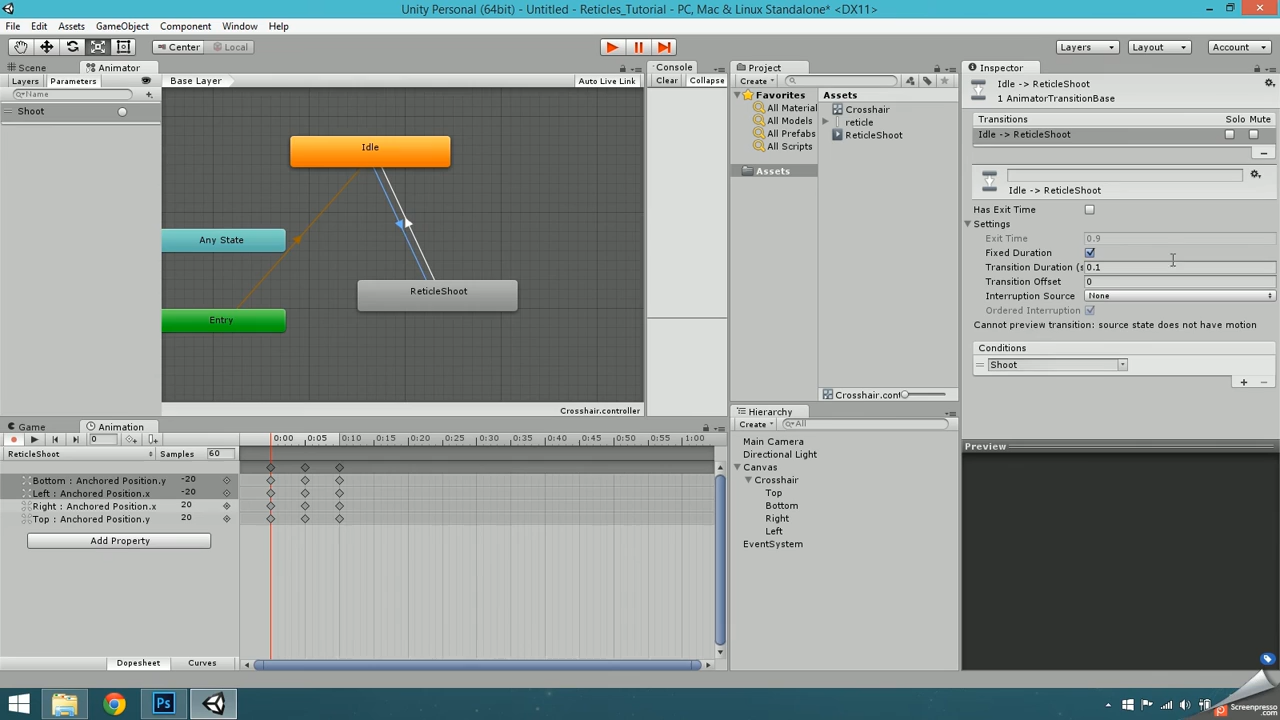 Unity Personal (64bit) - Untitled - Reticles_Tutorial - PC, Mac & Linux Standalone* <DX11>
File Edit Assets GameObject Component Window Help
Center Local Layers Layout Account
Scene Animator
Layers Parameters Base Layer Auto Live Link
Name
Shoot
Idle
Any State
ReticleShoot
Entry
Crosshair.controller
Console
Clear Collapse
Project
Create
Favorites
All Material
All Models
All Prefabs
All Scripts
Assets
Assets
Crosshair
reticle
ReticleShoot
Crosshair.cont
Hierarchy
Create All
Main Camera
Directional Light
Canvas
Crosshair
Top
Bottom
Right
Left
EventSystem
Inspector
Idle -> ReticleShoot
1 AnimatorTransitionBase
Transitions Solo Mute
Idle -> ReticleShoot
Idle -> ReticleShoot
Has Exit Time
Settings
Exit Time 0.9
Fixed Duration
Transition Duration (s 0.1
Transition Offset 0
Interruption Source None
Ordered Interruption
Cannot preview transition: source state does not have motion
Conditions
Shoot
Preview
Game Animation
0 0:00 0:05 0:10 0:15 0:20 0:25 0:30 0:35 0:40 0:45 0:50 0:55 1:00
ReticleShoot Samples 60
Bottom : Anchored Position.y -20
Left : Anchored Position.x -20
Right : Anchored Position.x 20
Top : Anchored Position.y 20
Add Property
Dopesheet Curves
Ps
Screenpresso
.com